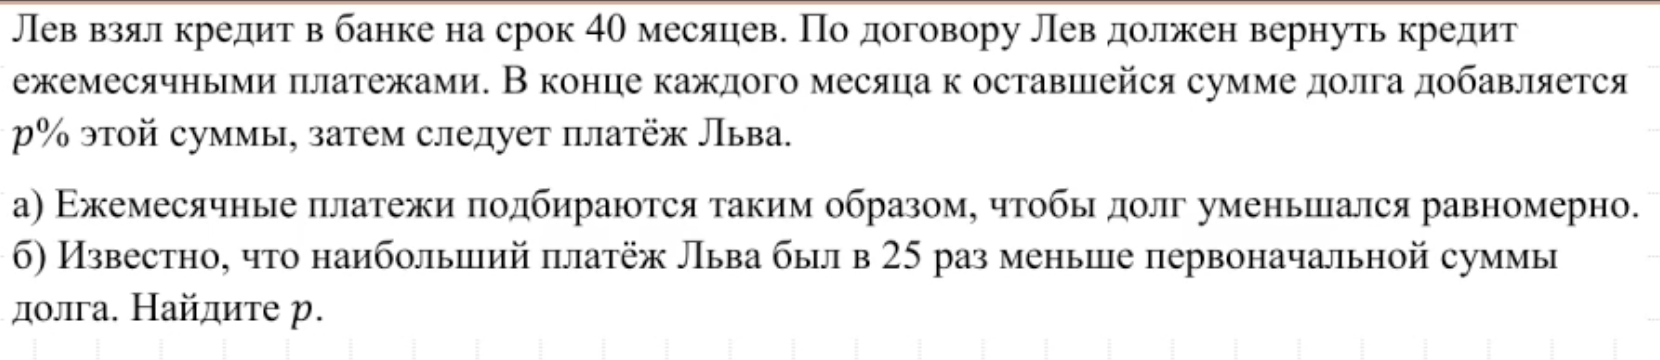 Лев взял кредит в банке на срок 40 месяцев. По договору Лев должен вернуть кредит
ежемесячными платежами. В конце каждого месяца к оставшейся сумме долга добавляется
p% этой суммы, затем следует платёж Льва.
а) Ежемесячные платежи подбираются таким образом, чтобы долг уменьшался равномерно.
б) Известно, что наибольший платёж Льва был в 25 раз меньше первоначальной суммы
долга. Найдите p.